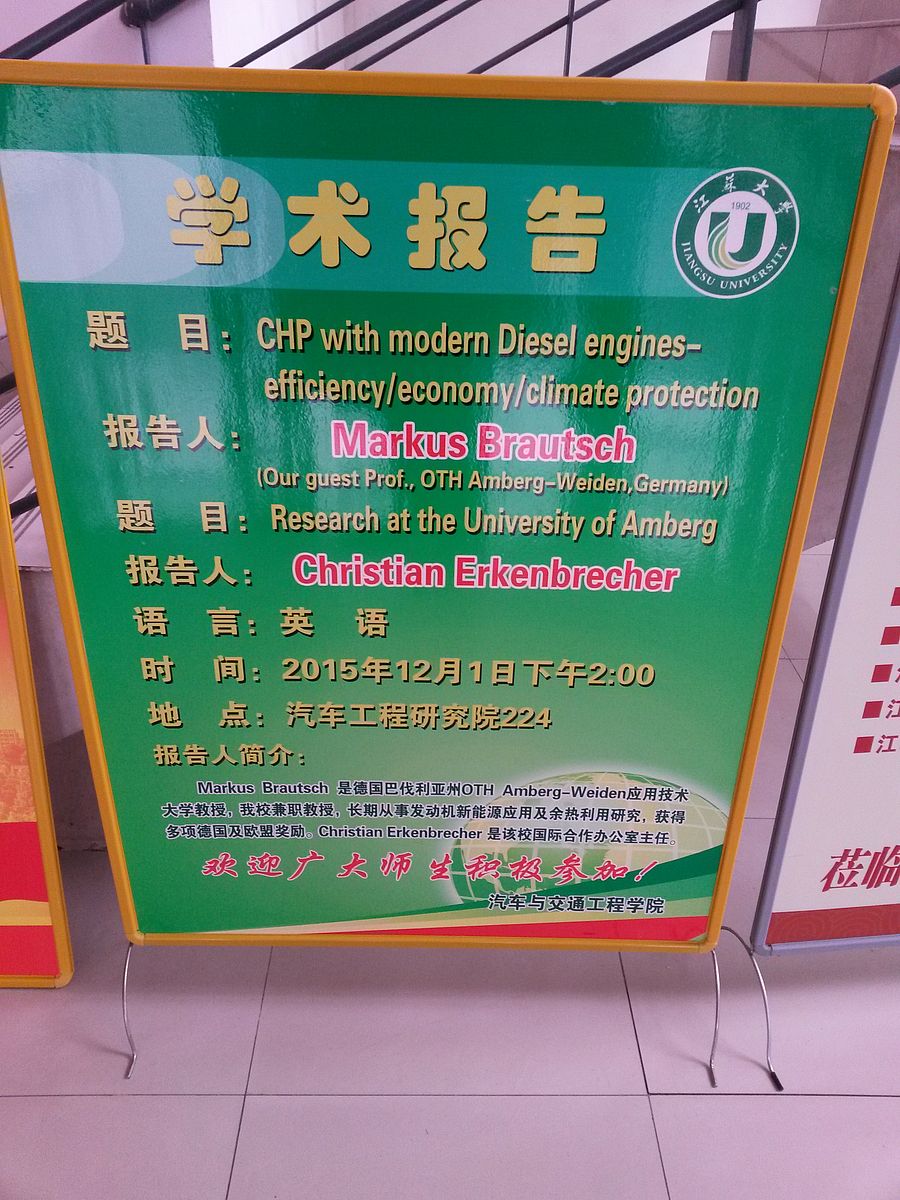 学术报告
江苏大学
1902
JIANGSU UNIVERSITY
题 目：CHP with modern Diesel engines-
efficiency/economy/climate protection
报告人： Markus Brautsch
(Our guest Prof., OTH Amberg-Weiden,Germany)
题 目：Research at the University of Amberg
报告人： Christian Erkenbrecher
语 言：英 语
时 间：2015年12月1日下午2:00
地 点：汽车工程研究院224
报告人简介：
Markus Brautsch 是德国巴伐利亚州OTH Amberg-Weiden应用技术
大学教授，我校兼职教授，长期从事发动机新能源应用及余热利用研究，获得
多项德国及欧盟奖励。Christian Erkenbrecher 是该校国际合作办公室主任。
欢迎广大师生积极参加！
汽车与交通工程学院
江
江
莅临